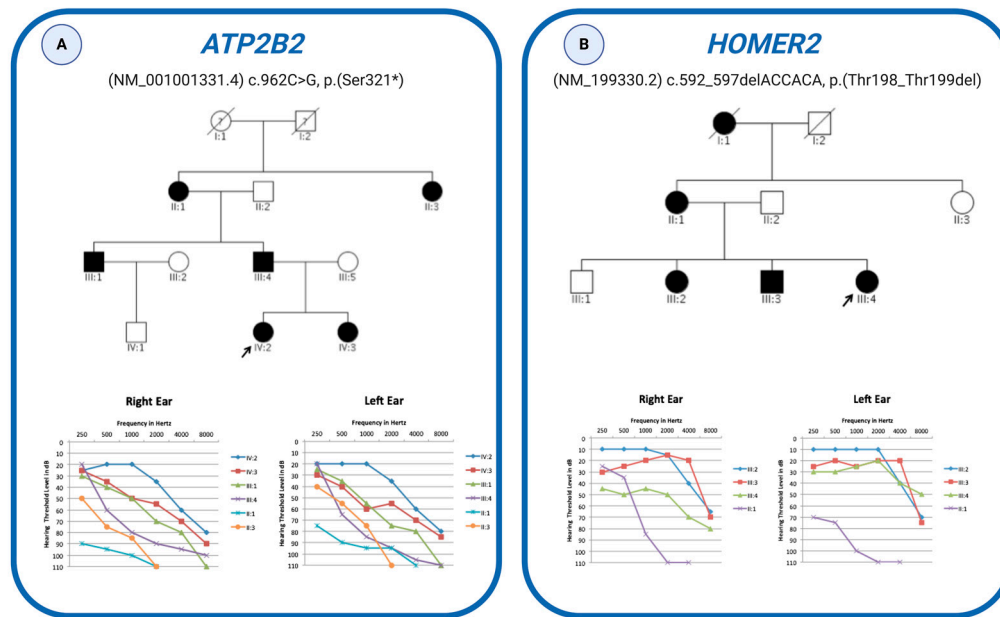 A
ATP2B2
(NM_001001331.4) c.962C>G, p.(Ser321*)
?
?
I:1
I:2
II:1
II:2
II:3
III:1
III:2
III:4
III:5
IV:1
IV:2
IV:3
Right Ear
Frequency in Hertz
250 500 1000 2000 4000 8000
Hearing Threshold Level in dB
0
10
20
30
40
50
60
70
80
90
100
110
IV:2
IV:3
III:1
III:4
II:1
II:3
Left Ear
Frequency in Hertz
250 500 1000 2000 4000 8000
Hearing Threshold Level in dB
0
10
20
30
40
50
60
70
80
90
100
110
IV:2
IV:3
III:1
III:4
II:1
II:3
B
HOMER2
(NM_199330.2) c.592_597delACCACA, p.(Thr198_Thr199del)
I:1
I:2
II:1
II:2
II:3
III:1
III:2
III:3
III:4
Right Ear
Frequency in Hertz
250 500 1000 2000 4000 8000
Hearing Threshold Level in dB
0
10
20
30
40
50
60
70
80
90
100
110
III:2
III:3
III:4
II:1
Left Ear
Frequency in Hertz
250 500 1000 2000 4000 8000
Hearing Threshold Level in dB
0
10
20
30
40
50
60
70
80
90
100
110
III:2
III:3
III:4
II:1